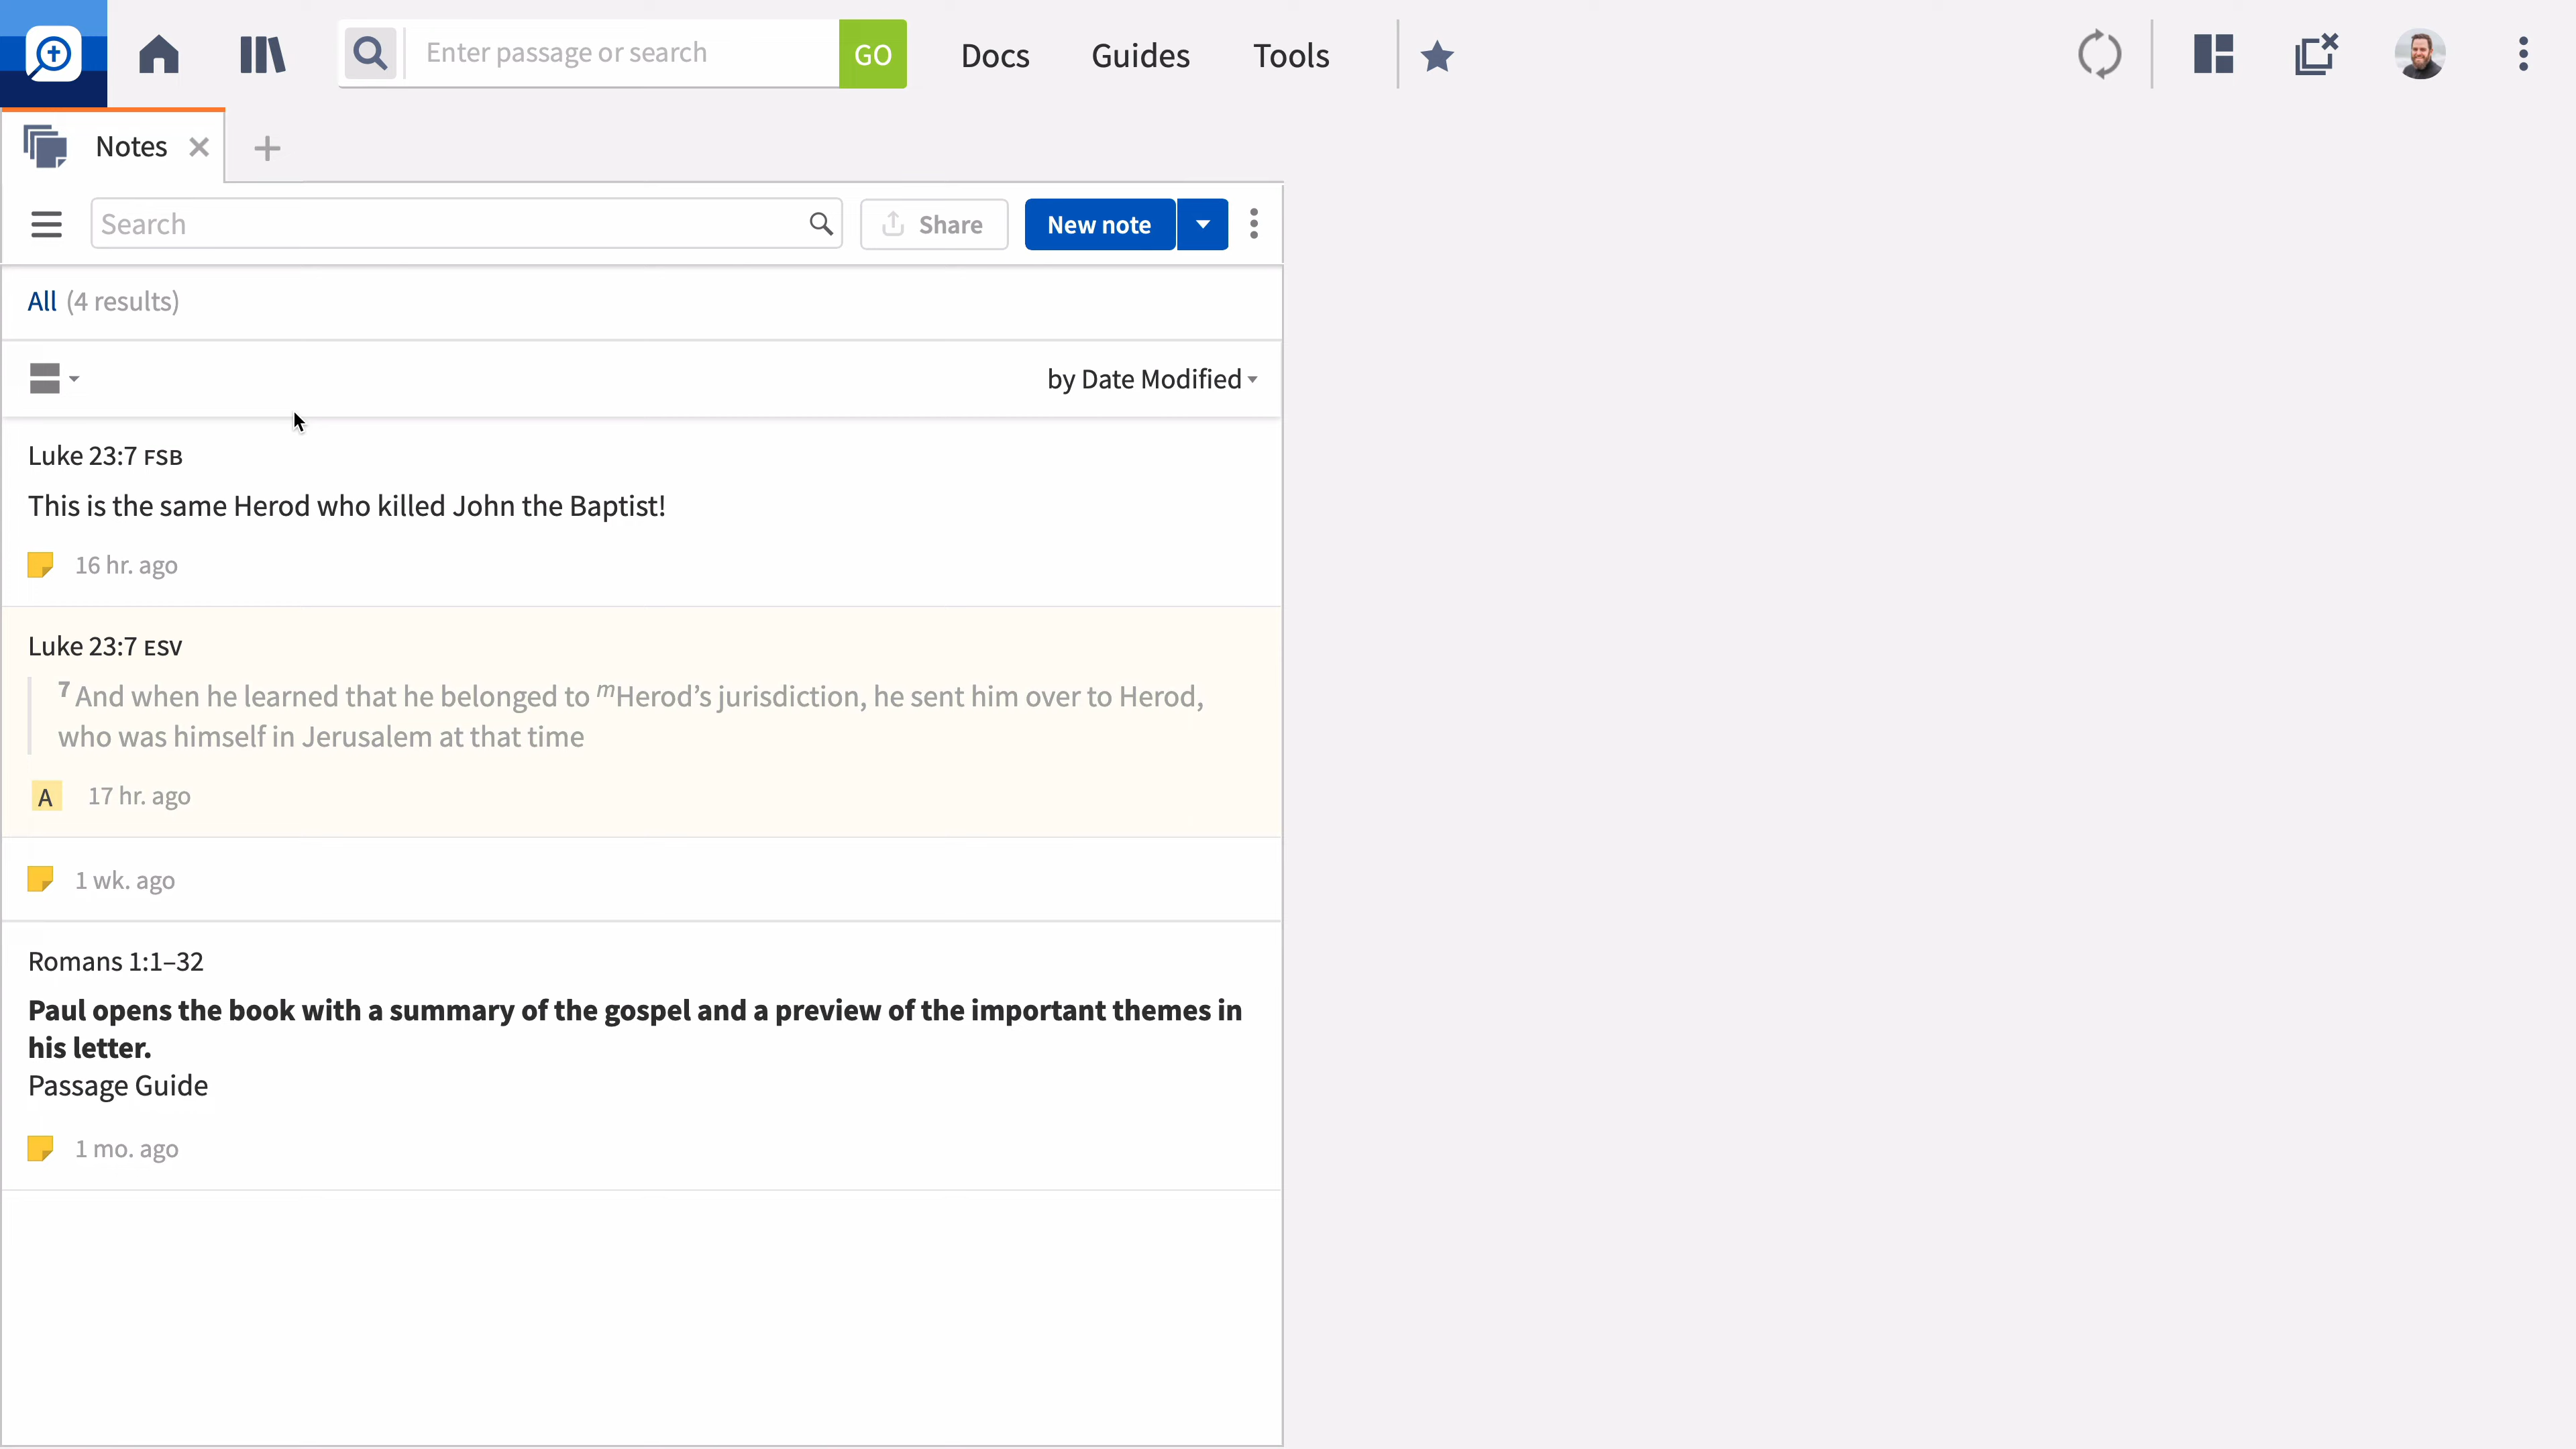 Enter passage or search
GO
Docs
Guides
Tools
Notes
Search
Share
New note
All (4 results)
by Date Modified
Luke 23:7 FSB
This is the same Herod who killed John the Baptist!
16 hr. ago
Luke 23:7 ESV
7 And when he learned that he belonged to mHerod’s jurisdiction, he sent him over to Herod,
who was himself in Jerusalem at that time
A 17 hr. ago
1 wk. ago
Romans 1:1–32
Paul opens the book with a summary of the gospel and a preview of the important themes in
his letter.
Passage Guide
1 mo. ago